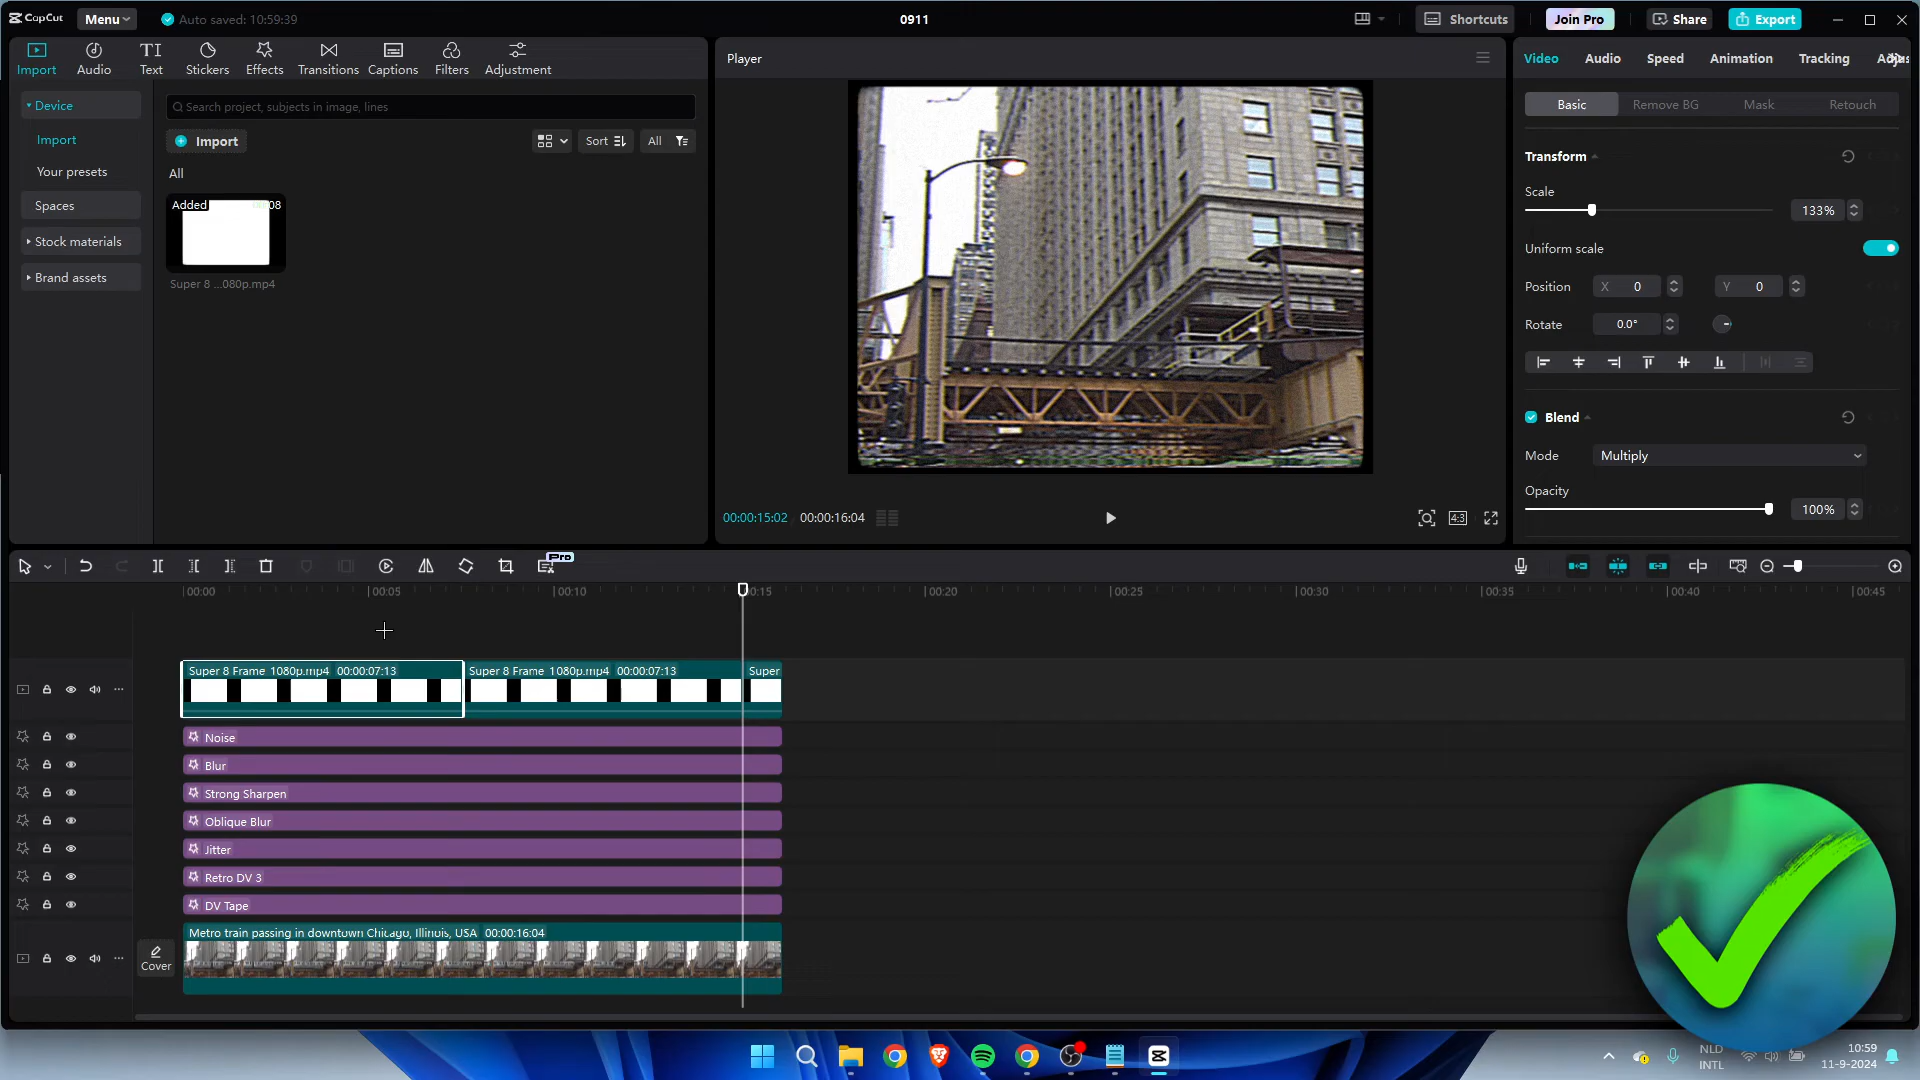 CapCut
Menu
Auto saved: 10:59:39
0911
Shortcuts
Join Pro
Share
Export
Import
Audio
Text
Stickers
Effects
Transitions
Captions
Filters
Adjustment
Device
Import
Your presets
Spaces
Stock materials
Brand assets
Search project, subjects in image, lines
Import
Sort
All
All
Added
08
Super 8 ...080p.mp4
Player
00:00:15:02
00:00:16:04
4:3
Video
Audio
Speed
Animation
Tracking
Basic
Remove BG
Mask
Retouch
Transform
Scale
133%
Uniform scale
Position
X 0
Y 0
Rotate
0.0°
Blend
Mode
Multiply
Opacity
100%
Pro
00:00
00:05
00:10
00:15
00:20
00:25
00:30
00:35
00:40
00:45
Super 8 Frame 1080p.mp4 00:00:07:13
Super 8 Frame 1080p.mp4 00:00:07:13
Super
Noise
Blur
Strong Sharpen
Oblique Blur
Jitter
Retro DV 3
DV Tape
Cover
Metro train passing in downtown Chicago, Illinois, USA 00:00:16:04
NLD
INTL
10:59
11-9-2024